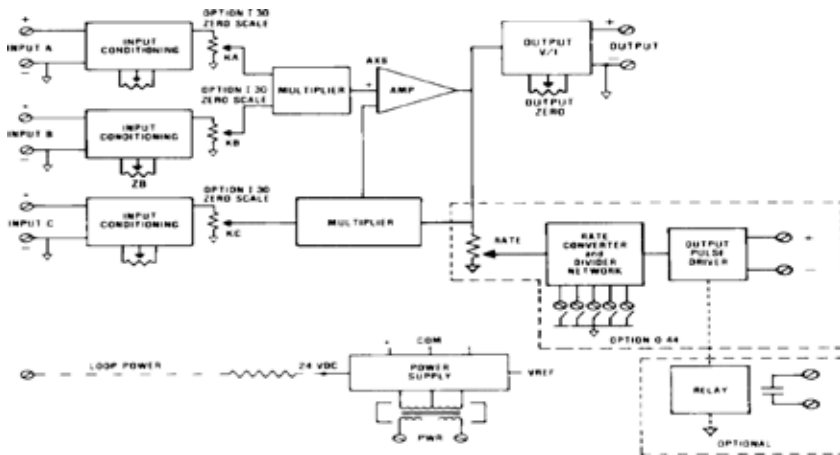 +
INPUT A
−
INPUT
CONDITIONING
OPTION I 30
ZERO SCALE
KA
+
INPUT B
−
INPUT
CONDITIONING
ZB
OPTION I 30
ZERO SCALE
KB
MULTIPLIER
+
AXB
AMP
OUTPUT
V/I
OUTPUT
ZERO
+
OUTPUT
−
INPUT C
−
INPUT
CONDITIONING
OPTION I 30
ZERO SCALE
KC
MULTIPLIER
RATE
RATE
CONVERTER
and
DIVIDER
NETWORK
OUTPUT
PULSE
DRIVER
+
−
OPTION O 44
LOOP POWER
24 VDC
COM
POWER
SUPPLY
VREF
PWR
RELAY
OPTIONAL